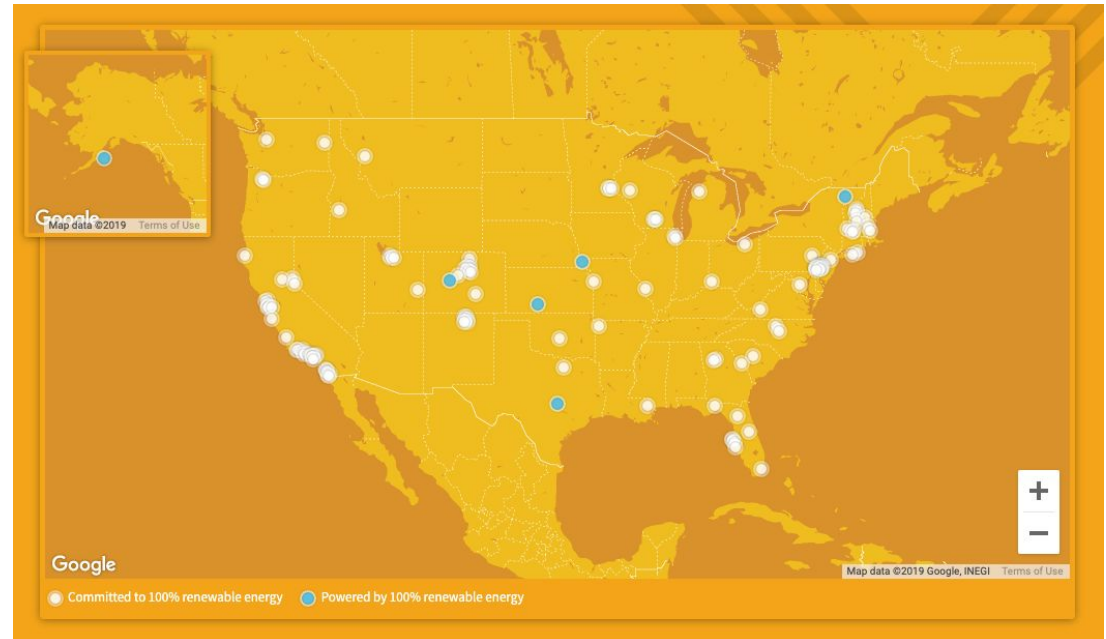 Google
Map data ©2019 Terms of Use
+
−
Google
Map data ©2019 Google, INEGI Terms of Use
Committed to 100% renewable energy Powered by 100% renewable energy